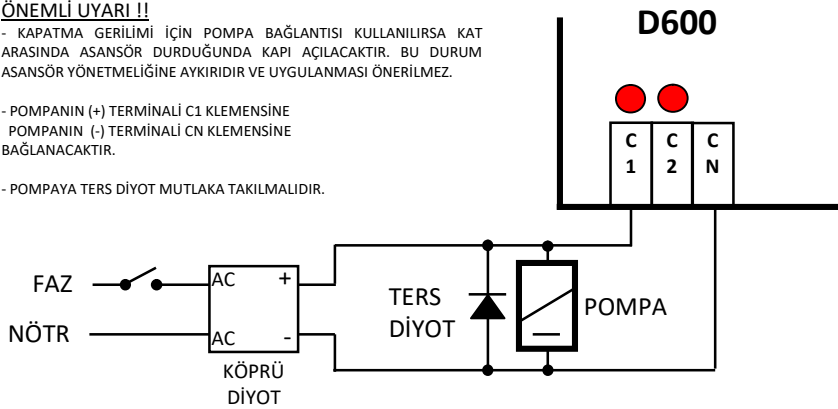 ÖNEMLİ UYARI !!
- KAPATMA GERİLİMİ İÇİN POMPA BAĞLANTISI KULLANILIRSA KAT
ARASINDA ASANSÖR DURDUĞUNDA KAPI AÇILACAKTIR. BU DURUM
ASANSÖR YÖNETMELİĞİNE AYKIRIDIR VE UYGULANMASI ÖNERİLMEZ.
- POMPANIN (+) TERMİNALİ C1 KLEMENSİNE
POMPANIN (-) TERMİNALİ CN KLEMENSİNE
BAĞLANACAKTIR.
- POMPAYA TERS DİYOT MUTLAKA TAKILMALIDIR.
D600
C C C
1 2 N
FAZ
AC +
NÖTR
AC -
KÖPRÜ
DİYOT
TERS
DİYOT
POMPA